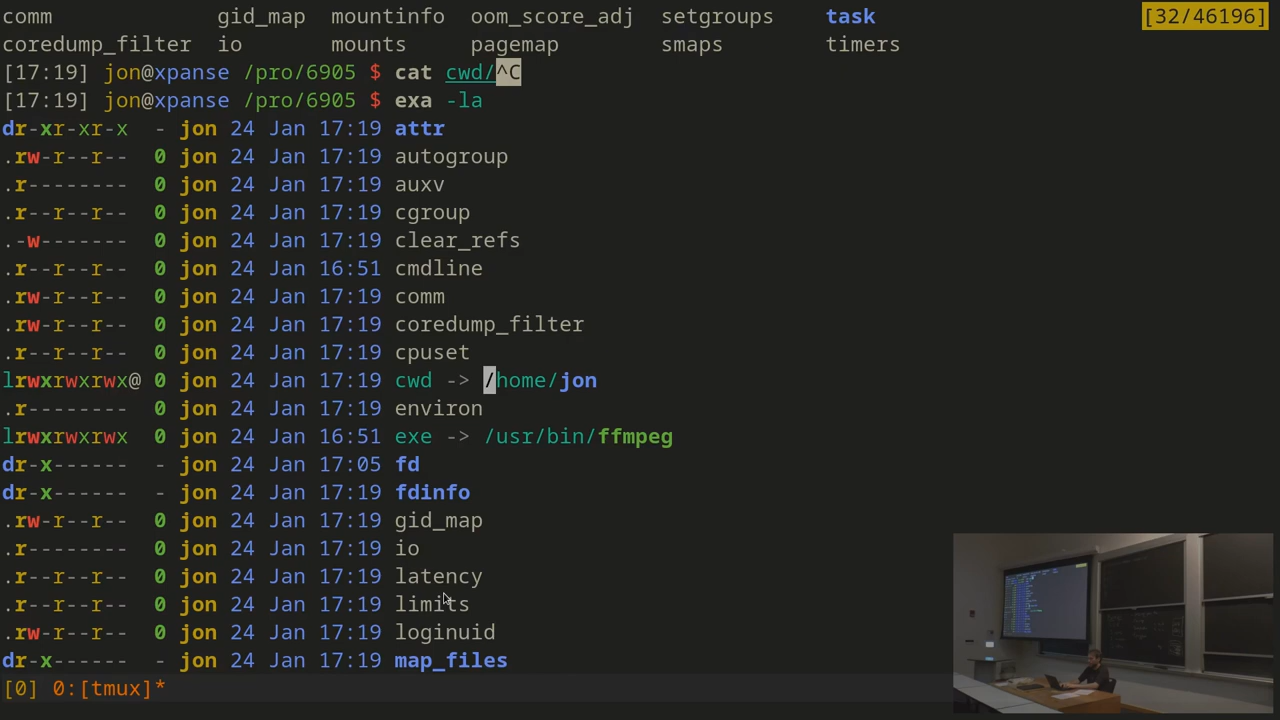 comm gid_map mountinfo oom_score_adj setgroups task [32/46196]
coredump_filter io mounts pagemap smaps timers
[17:19] jon@xpanse /pro/6905 $ cat cwd/^C
[17:19] jon@xpanse /pro/6905 $ exa -la
dr-xr-xr-x - jon 24 Jan 17:19 attr
.rw-r--r-- 0 jon 24 Jan 17:19 autogroup
.r-------- 0 jon 24 Jan 17:19 auxv
.r--r--r-- 0 jon 24 Jan 17:19 cgroup
.-w------- 0 jon 24 Jan 17:19 clear_refs
.r--r--r-- 0 jon 24 Jan 16:51 cmdline
.rw-r--r-- 0 jon 24 Jan 17:19 comm
.rw-r--r-- 0 jon 24 Jan 17:19 coredump_filter
.r--r--r-- 0 jon 24 Jan 17:19 cpuset
lrwxrwxrwx@ 0 jon 24 Jan 17:19 cwd -> /home/jon
.r-------- 0 jon 24 Jan 17:19 environ
lrwxrwxrwx 0 jon 24 Jan 16:51 exe -> /usr/bin/ffmpeg
dr-x------ - jon 24 Jan 17:05 fd
dr-x------ - jon 24 Jan 17:19 fdinfo
.rw-r--r-- 0 jon 24 Jan 17:19 gid_map
.r-------- 0 jon 24 Jan 17:19 io
.r--r--r-- 0 jon 24 Jan 17:19 latency
.r--r--r-- 0 jon 24 Jan 17:19 limits
.rw-r--r-- 0 jon 24 Jan 17:19 loginuid
dr-x------ - jon 24 Jan 17:19 map_files
[0] 0:[tmux]*